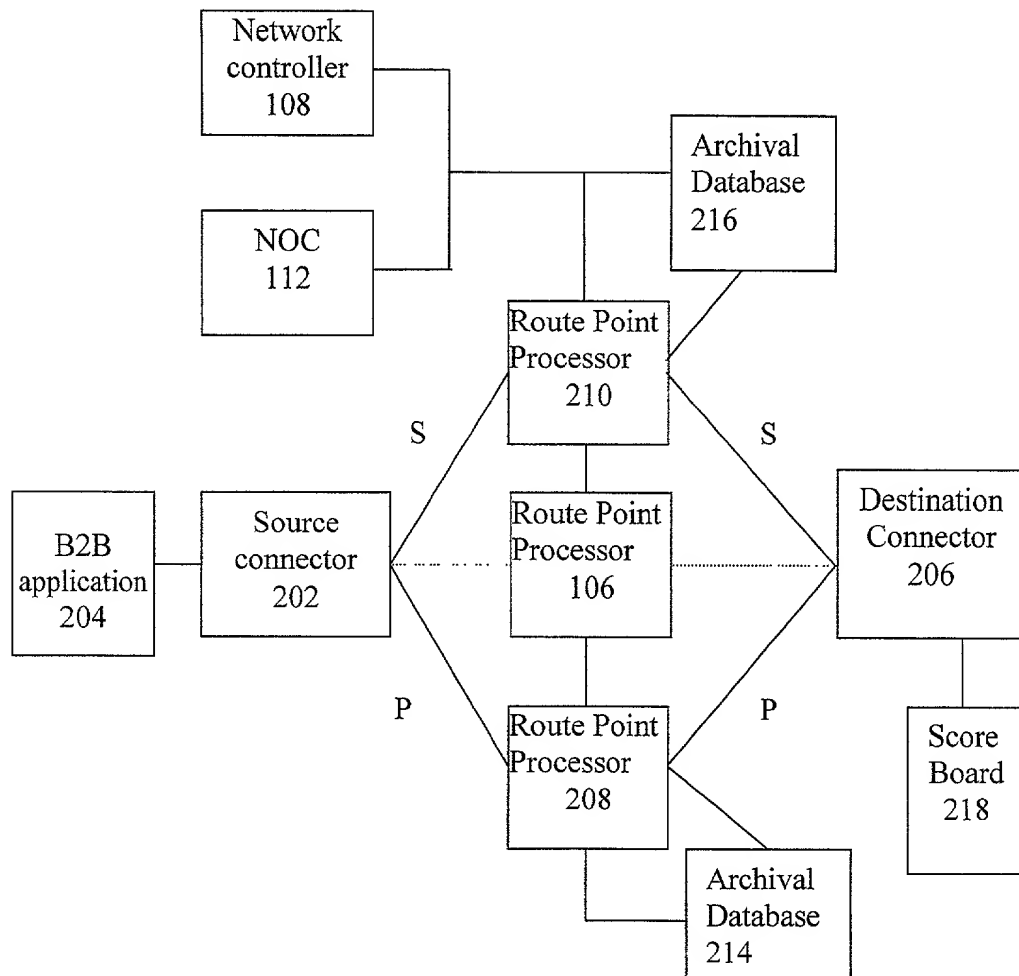 Network
controller
108
Archival
Database
216
NOC
112
Route Point
Processor
210
S
S
B2B
application
204
Source
connector
202
Route Point
Processor
106
Destination
Connector
206
P
P
Route Point
Processor
208
Score
Board
218
Archival
Database
214